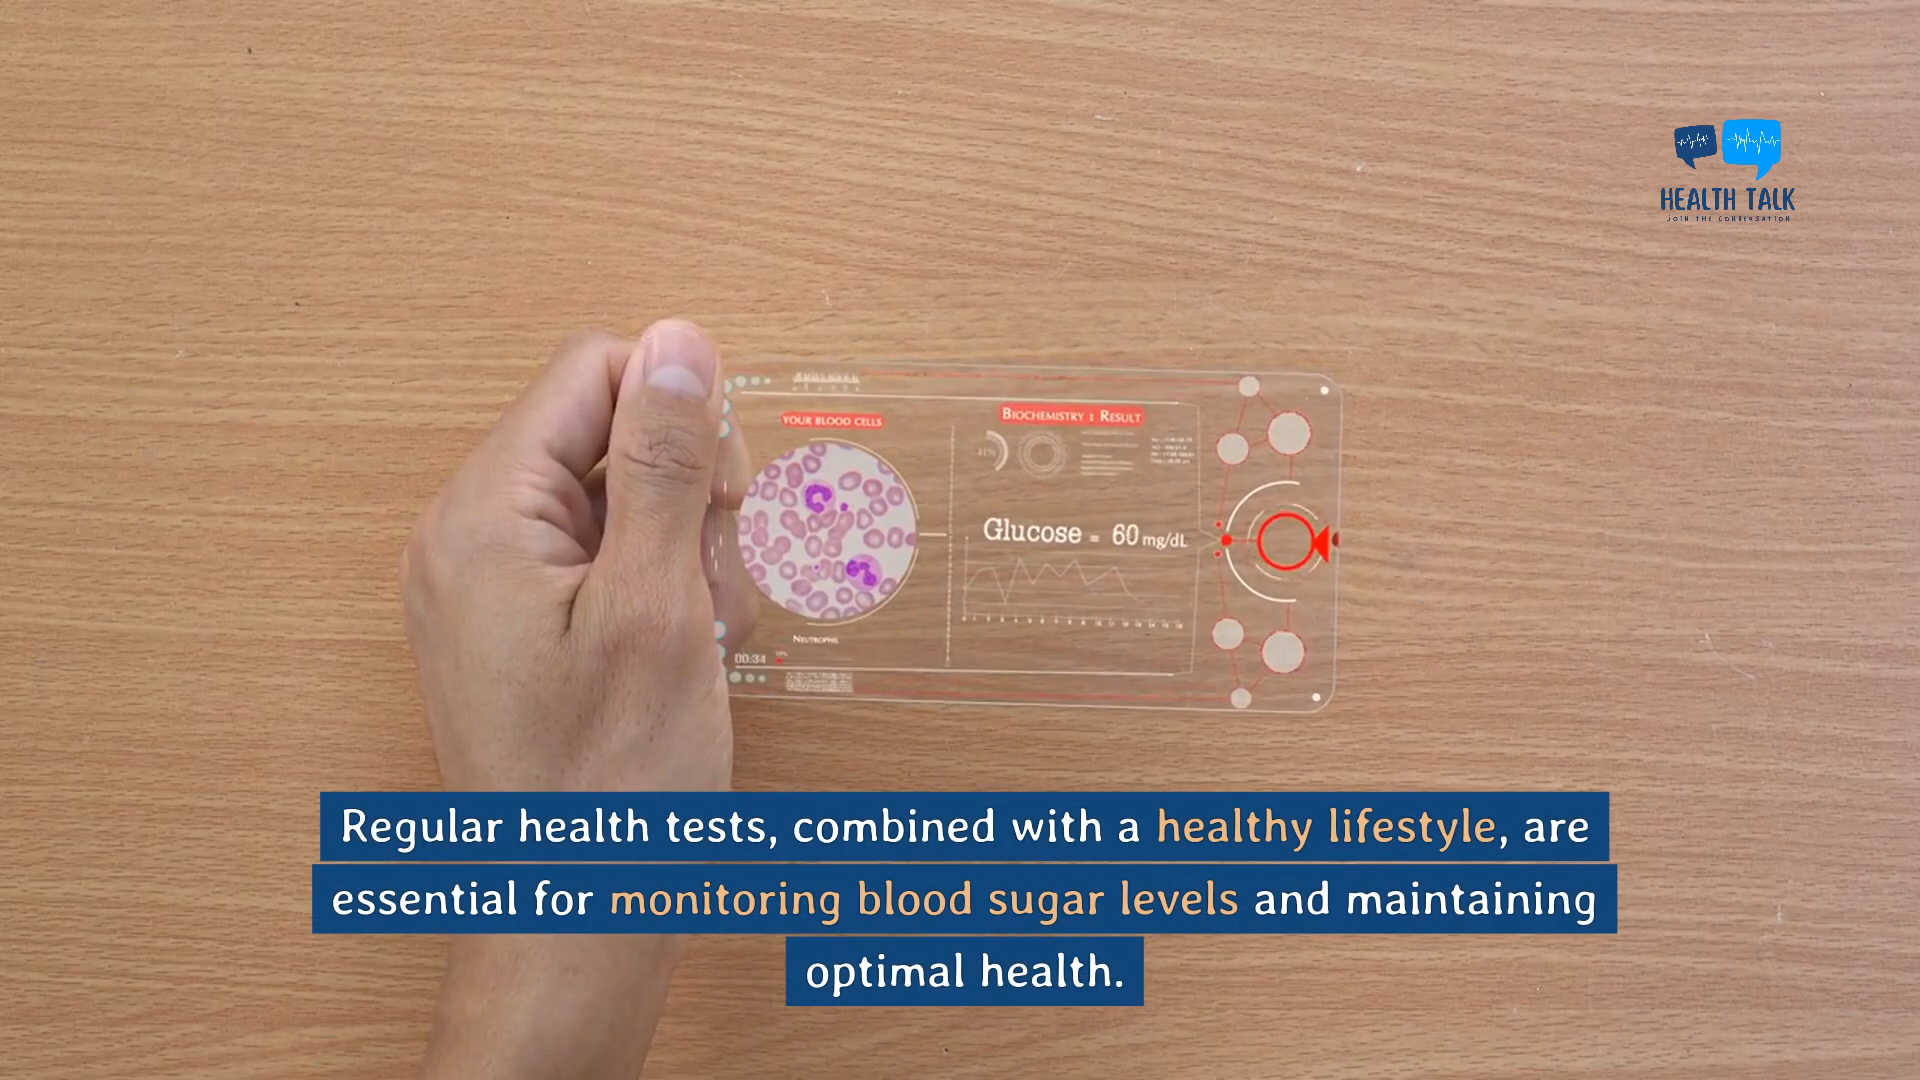 HEALTH TALK
JOIN THE CONVERSATION
YOUR BLOOD CELLS
BIOCHEMISTRY : RESULT
41%
Glucose = 60 mg/dL
NEUTROPHIL
00:34
Regular health tests, combined with a healthy lifestyle, are
essential for monitoring blood sugar levels and maintaining
optimal health.